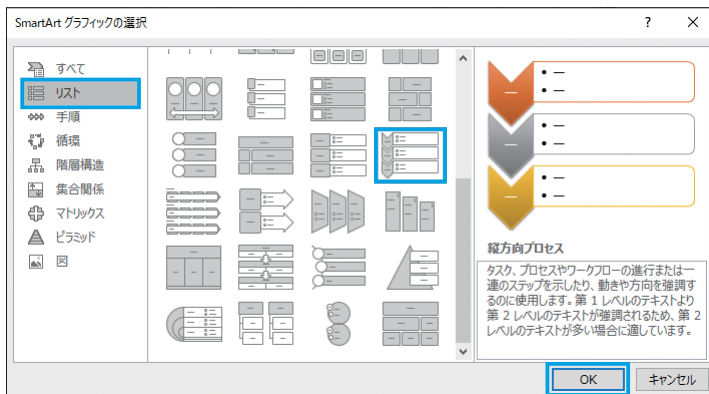 SmartArt グラフィックの選択
? ×
すべて
リスト
手順
循環
階層構造
集合関係
マトリックス
ピラミッド
図
縦方向プロセス
タスク、プロセスやワークフローの進行または一
連のステップを示したり、動きや方向を強調す
るのに使用します。第 1 レベルのテキストより
第 2 レベルのテキストが強調されるため、第 2
レベルのテキストが多い場合に適しています。
OK
キャンセル